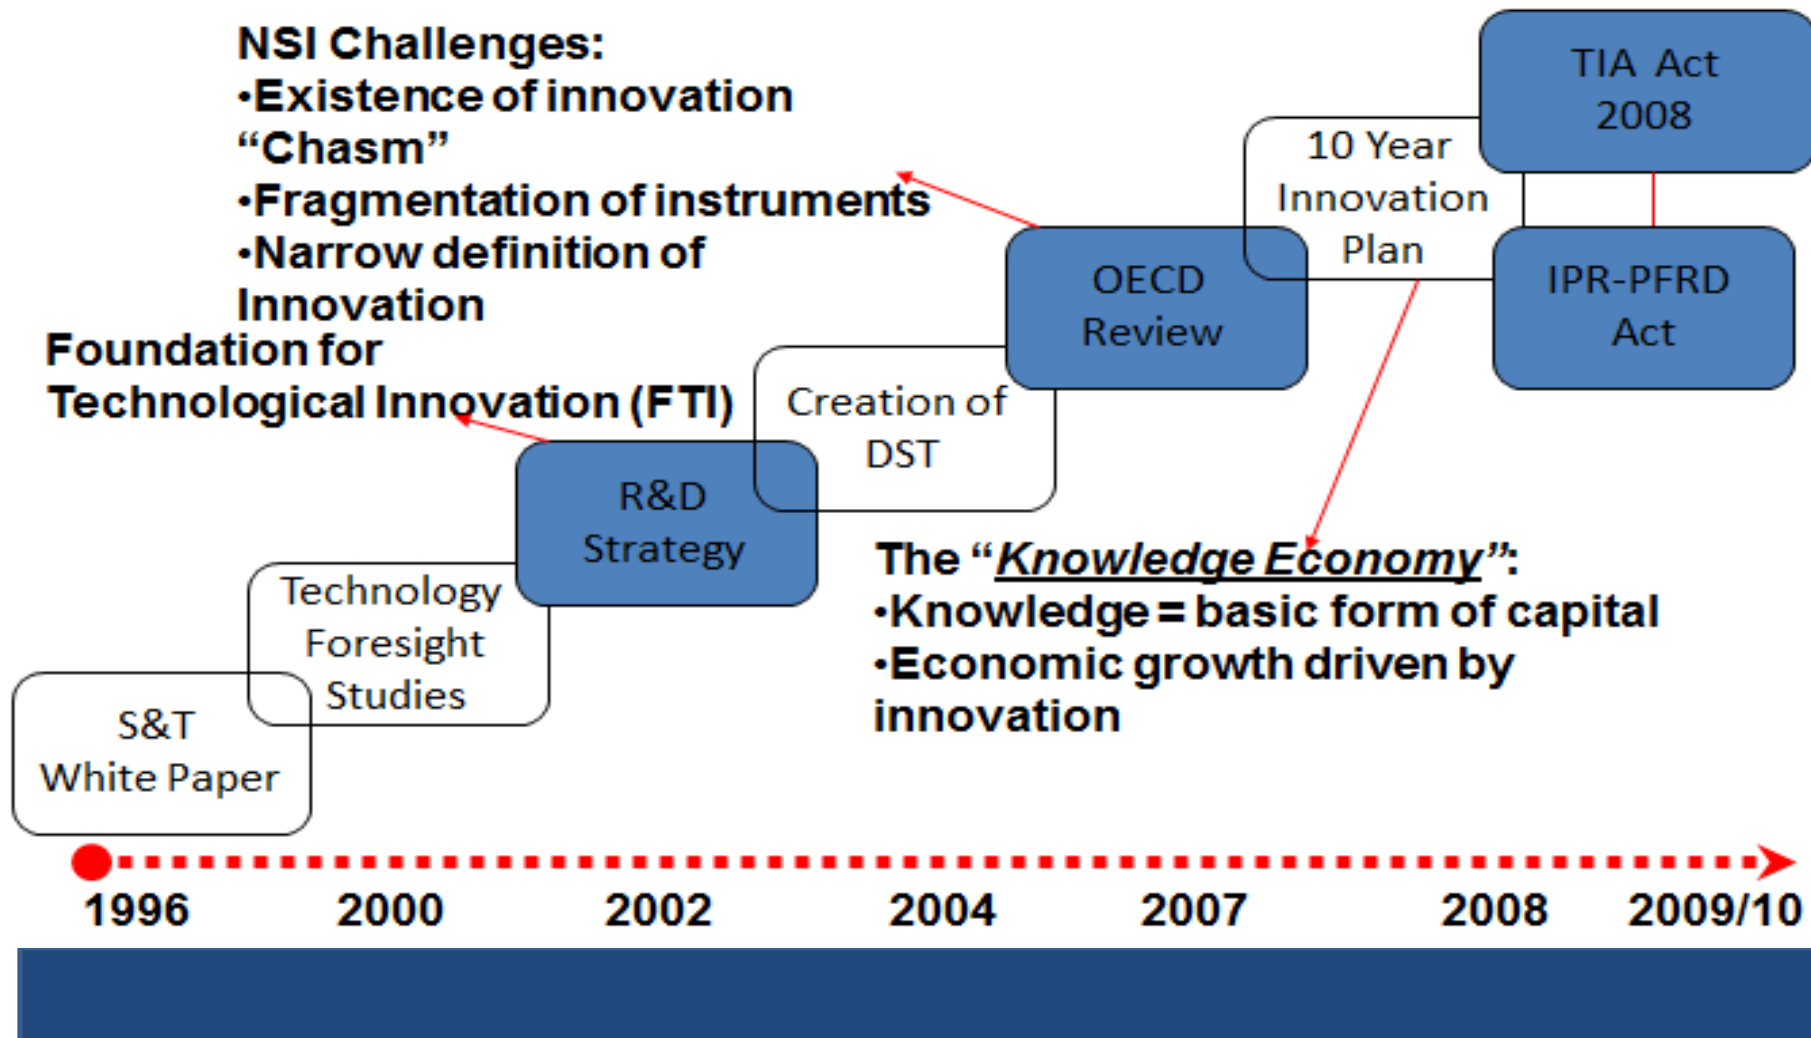 NSI Challenges:
•Existence of innovation
“Chasm”
•Fragmentation of instruments
•Narrow definition of
Innovation
Foundation for
Technological Innovation (FTI)
TIA Act
2008
10 Year
Innovation
Plan
IPR-PFRD
Act
OECD
Review
Creation of
DST
R&D
Strategy
Technology
Foresight
Studies
S&T
White Paper
The “Knowledge Economy”:
•Knowledge = basic form of capital
•Economic growth driven by
innovation
1996 2000 2002 2004 2007 2008 2009/10